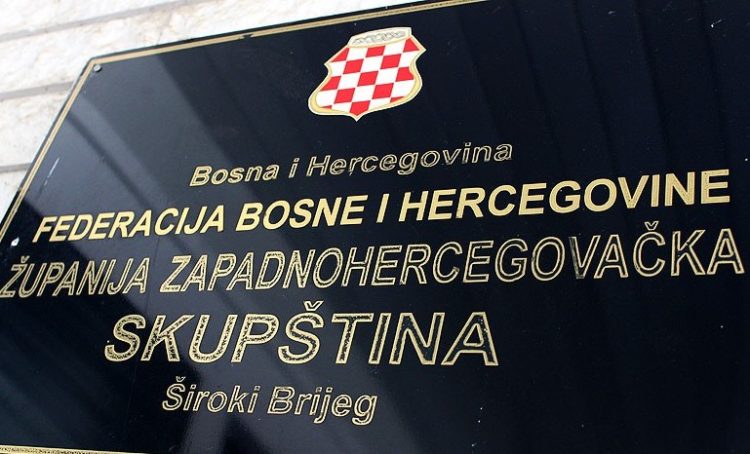 Bosna i Hercegovina
FEDERACIJA BOSNE I HERCEGOVINE
ŽUPANIJA ZAPADNOHERCEGOVAČKA
SKUPŠTINA
Široki Brijeg